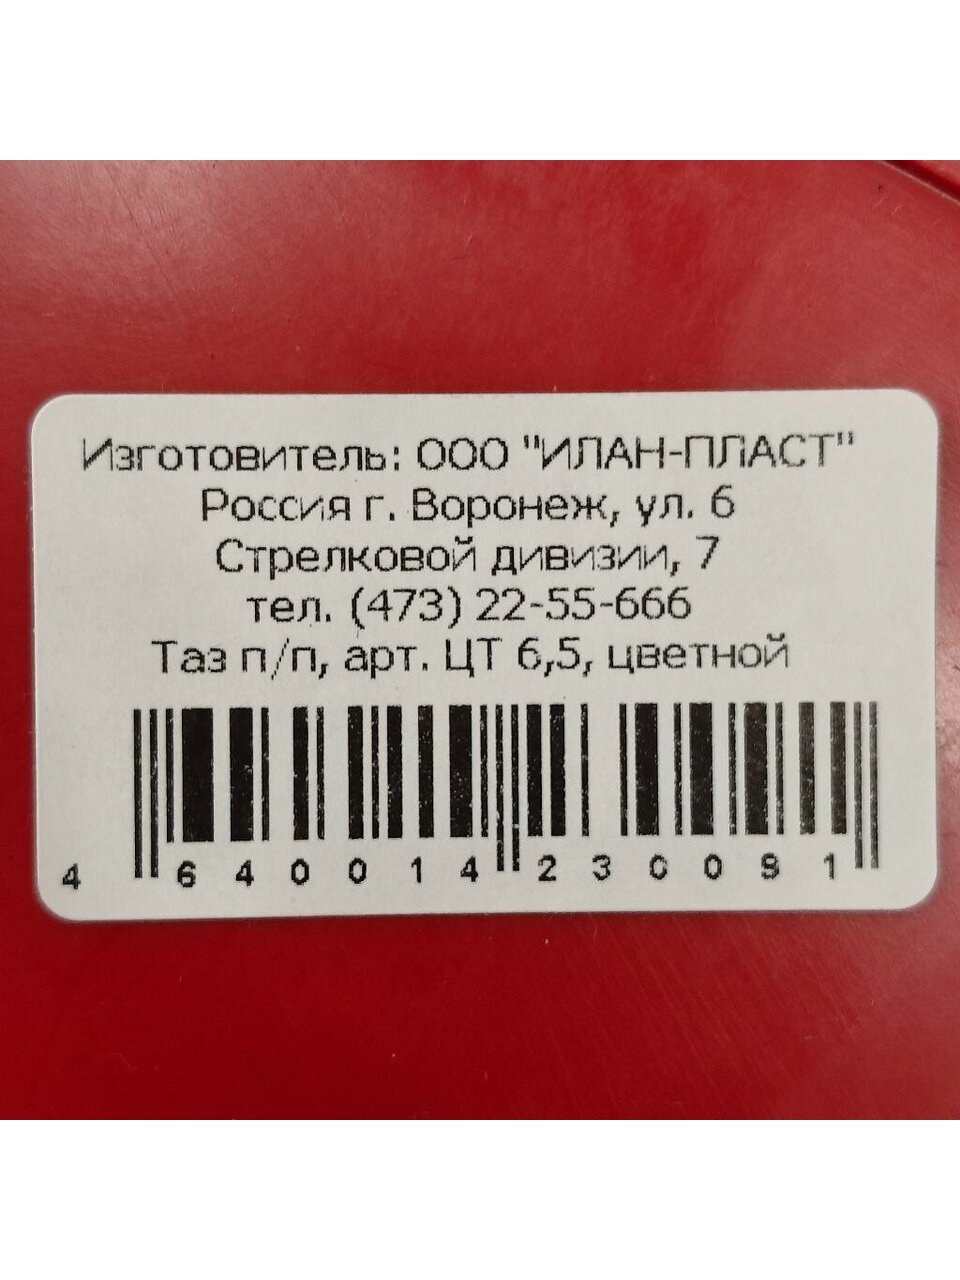 Изготовитель: ООО "ИЛАН-ПЛАСТ"
Россия г. Воронеж, ул. 6
Стрелковой дивизии, 7
тел. (473) 22-55-666
Таз п/п, арт. ЦТ 6,5, цветной
4 640014 230091